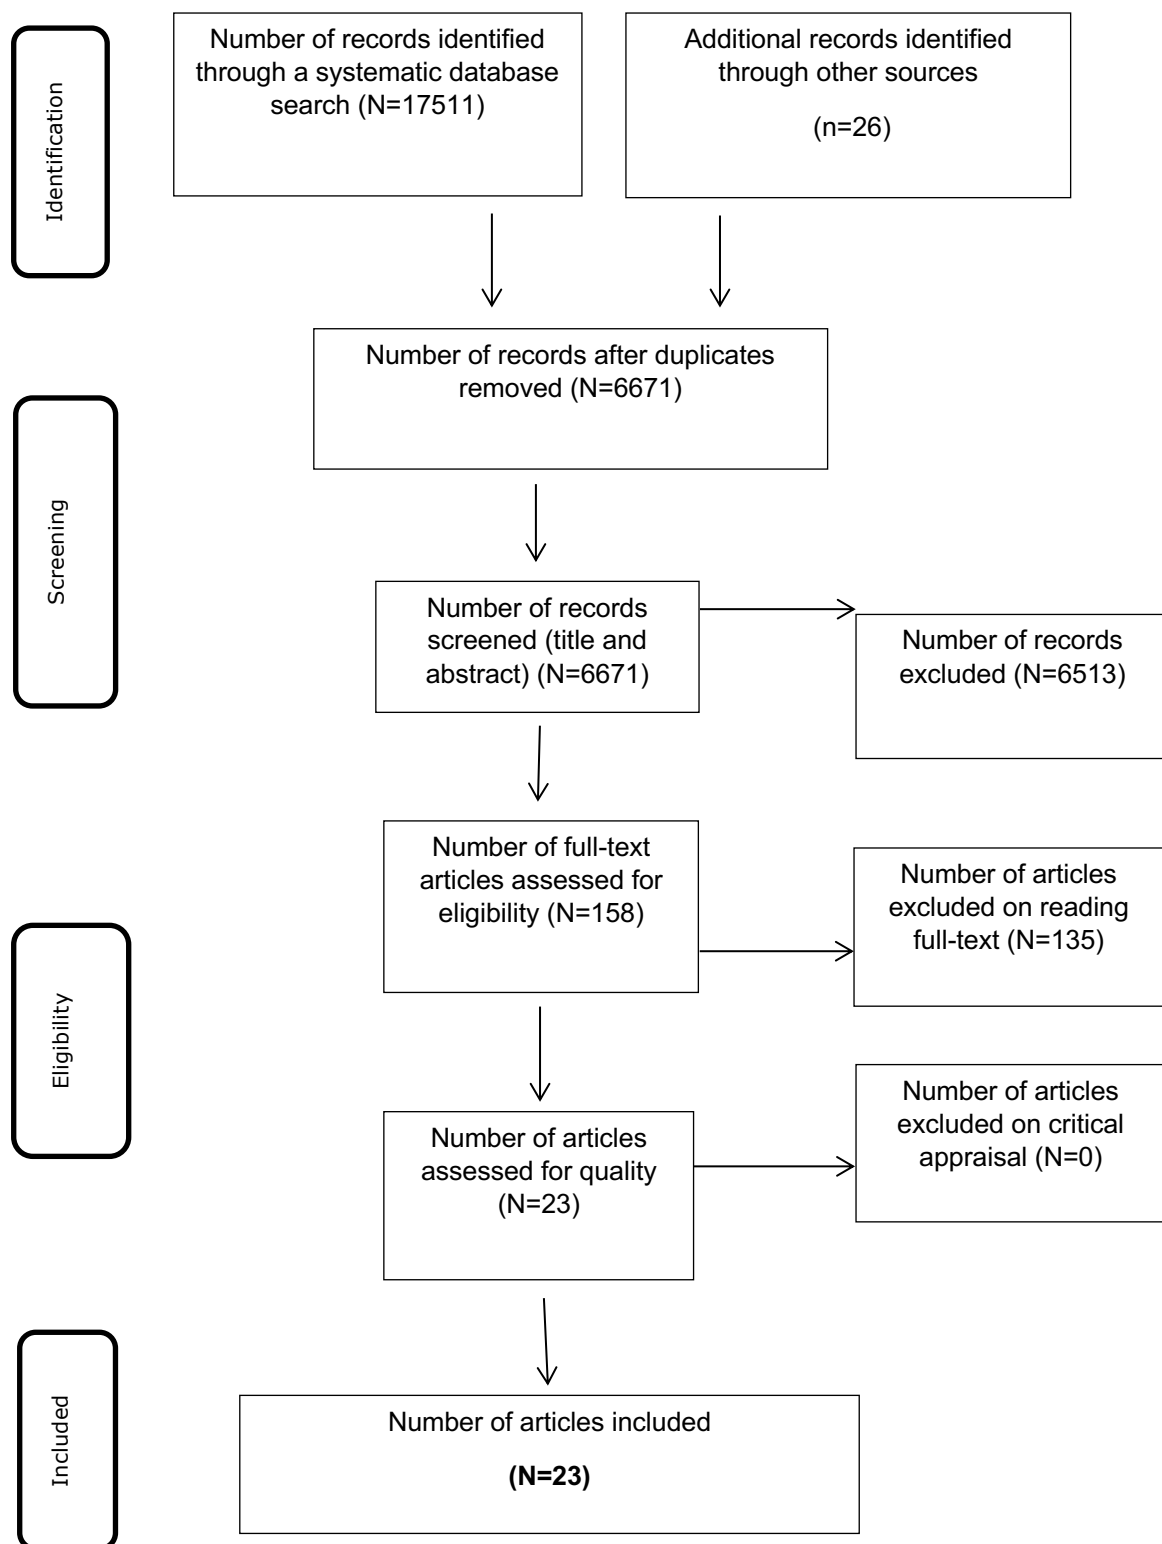 Identification
Number of records identified
through a systematic database
search (N=17511)
Additional records identified
through other sources
(n=26)
Number of records after duplicates
removed (N=6671)
Screening
Number of records
screened (title and
abstract) (N=6671)
Number of records
excluded (N=6513)
Number of full-text
articles assessed for
eligibility (N=158)
Number of articles
excluded on reading
full-text (N=135)
Eligibility
Number of articles
assessed for quality
(N=23)
Number of articles
excluded on critical
appraisal (N=0)
Included
Number of articles included
(N=23)